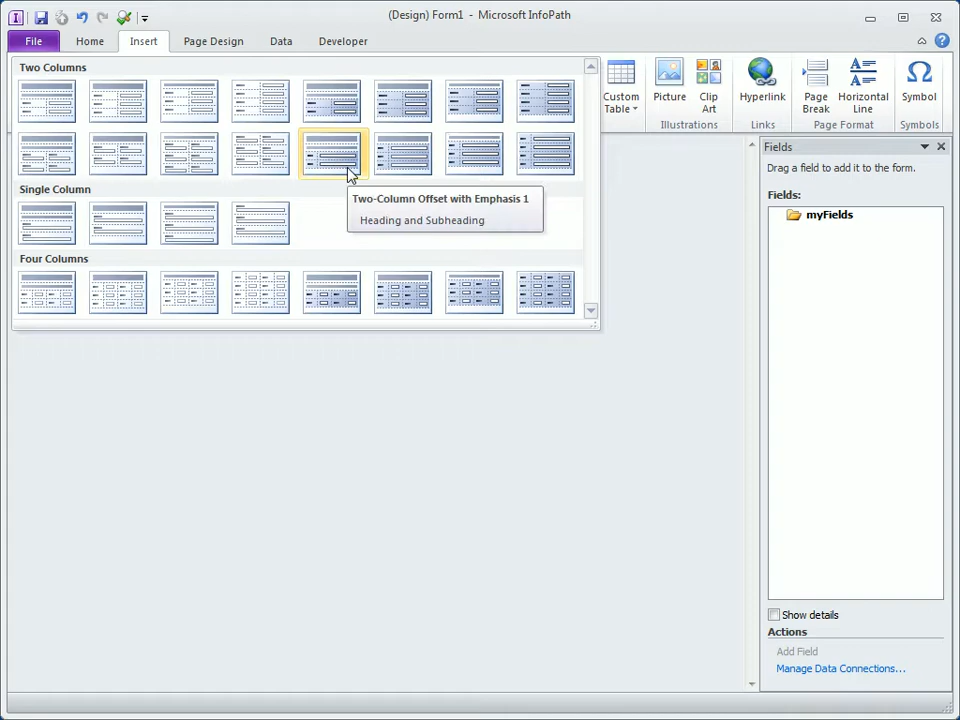 (Design) Form1 - Microsoft InfoPath
File
Home
Insert
Page Design
Data
Developer
Two Columns
Single Column
Four Columns
Two-Column Offset with Emphasis 1
Heading and Subheading
Custom
Table
Picture
Clip
Art
Illustrations
Hyperlink
Links
Page
Break
Horizontal
Line
Page Format
Symbol
Symbols
Fields
Drag a field to add it to the form.
Fields:
myFields
Show details
Actions
Add Field
Manage Data Connections...